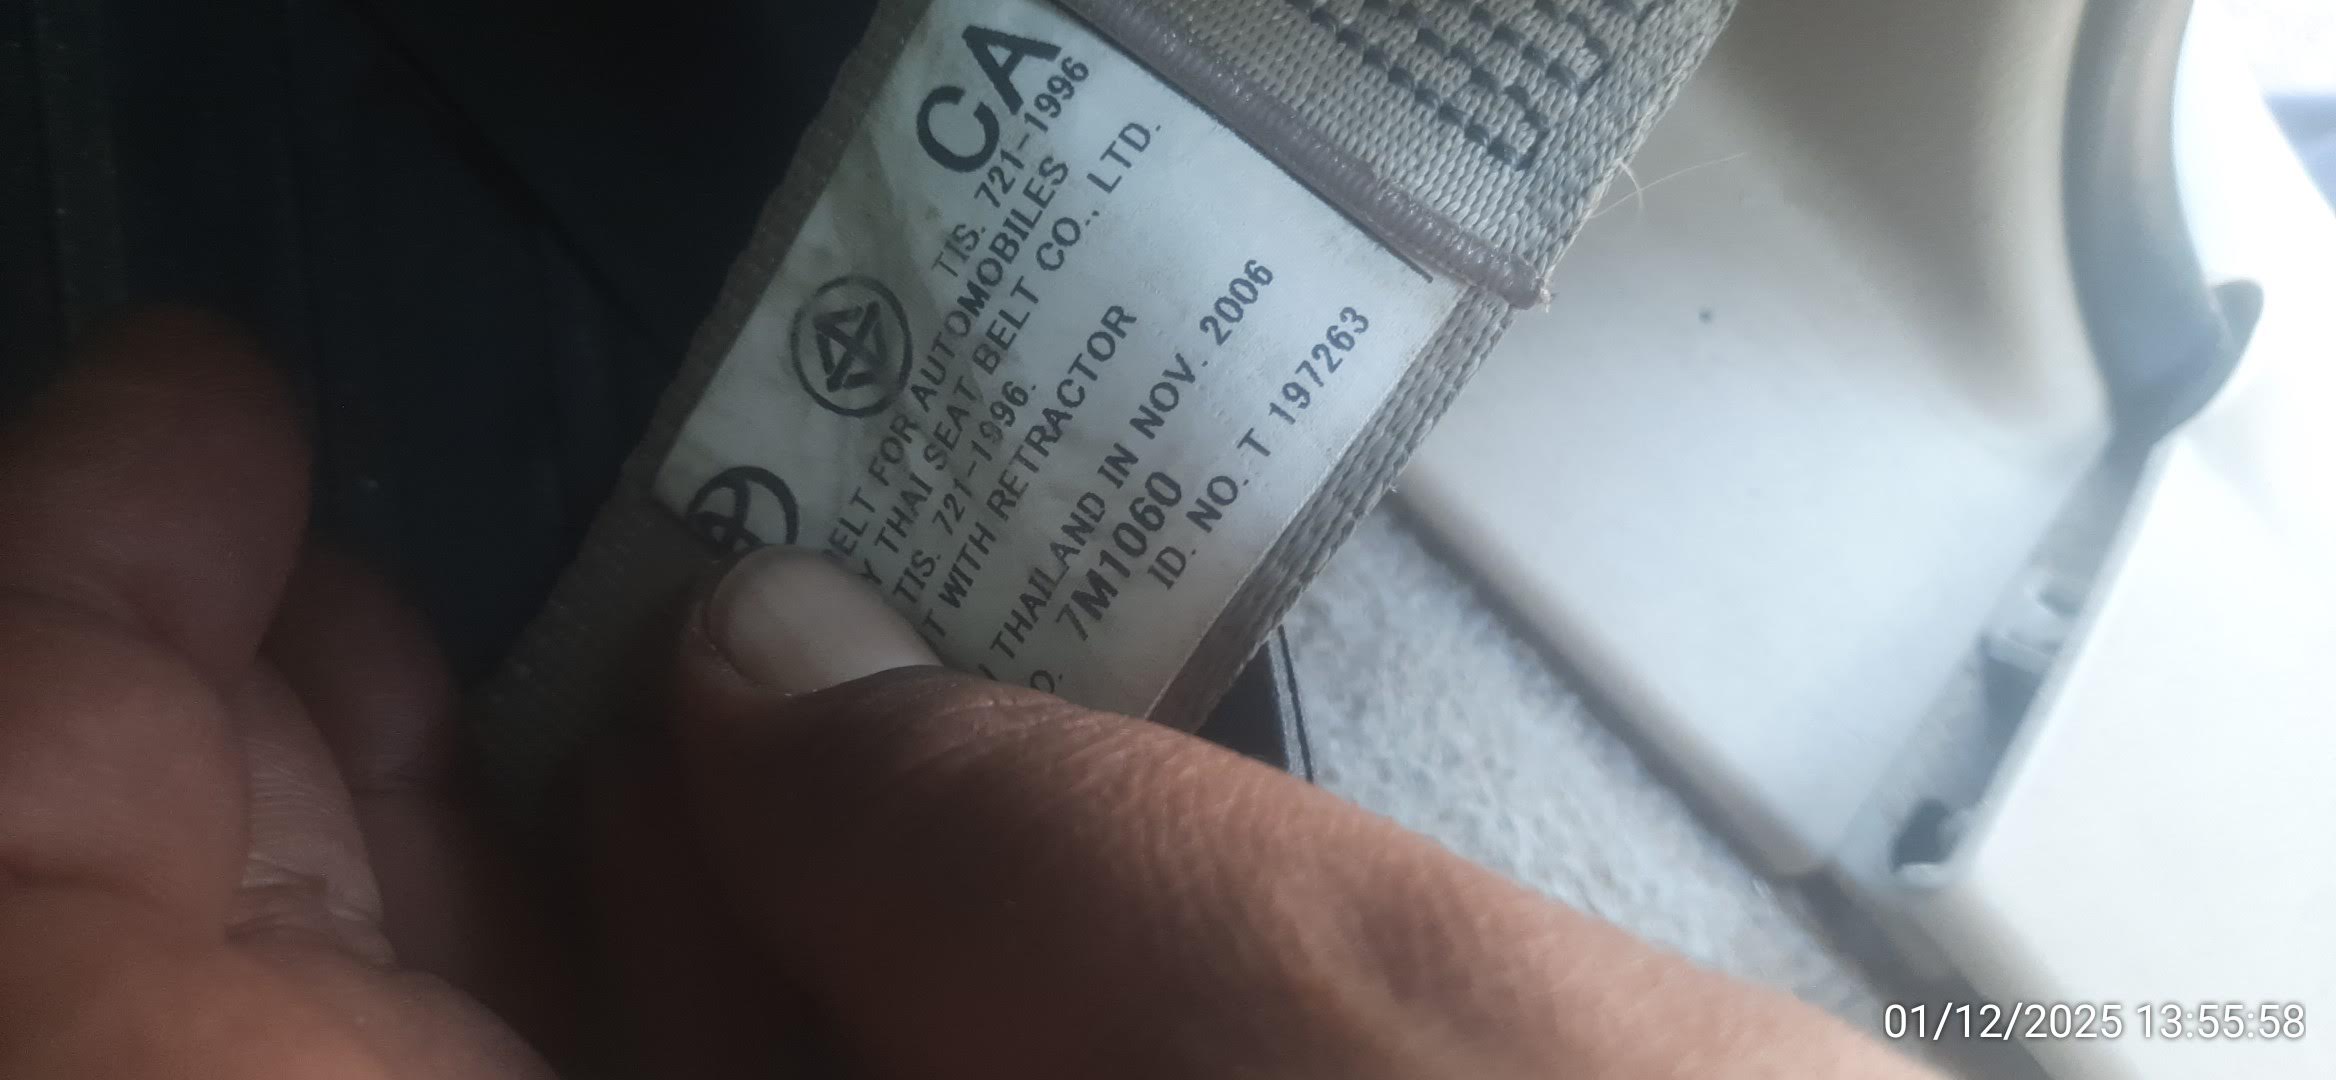 CA
TIS. 721-1996
BELT FOR AUTOMOBILES
Y THAI SEAT BELT CO., LTD.
TIS. 721-1996.
T WITH RETRACTOR
THAILAND IN NOV. 2006
O. 7M1060
ID. NO. T 197263
01/12/2025 13:55:58